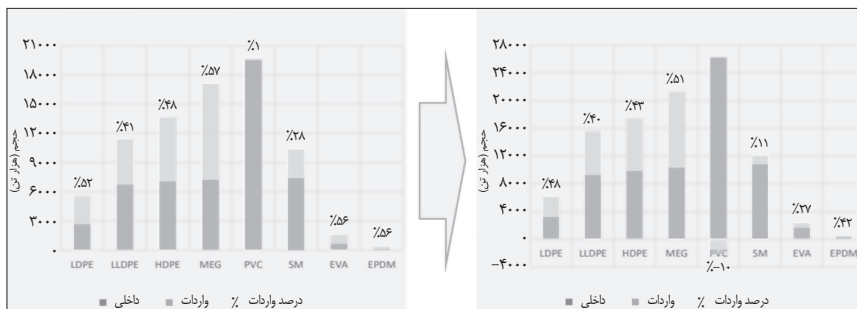 حجم (هزار تن)
۲۱۰۰۰
۱۸۰۰۰
۱۵۰۰۰
۱۲۰۰۰
۹۰۰۰
۶۰۰۰
۳۰۰۰
۰
٪۵۲ ٪۴۱ ٪۴۸ ٪۵۷ ٪۱ ٪۲۸ ٪۵۶ ٪۵۶
LDPE LLDPE HDPE MEG PVC SM EVA EPDM
داخلی واردات ٪ درصد واردات
حجم (هزار تن)
۲۸۰۰۰
۲۴۰۰۰
۲۰۰۰۰
۱۶۰۰۰
۱۲۰۰۰
۸۰۰۰
۴۰۰۰
۰
-۴۰۰۰
٪۴۸ ٪۴۰ ٪۴۳ ٪۵۱ ٪-۱۰ ٪۱۱ ٪۲۷ ٪۴۲
LDPE LLDPE HDPE MEG PVC SM EVA EPDM
داخلی واردات ٪ درصد واردات